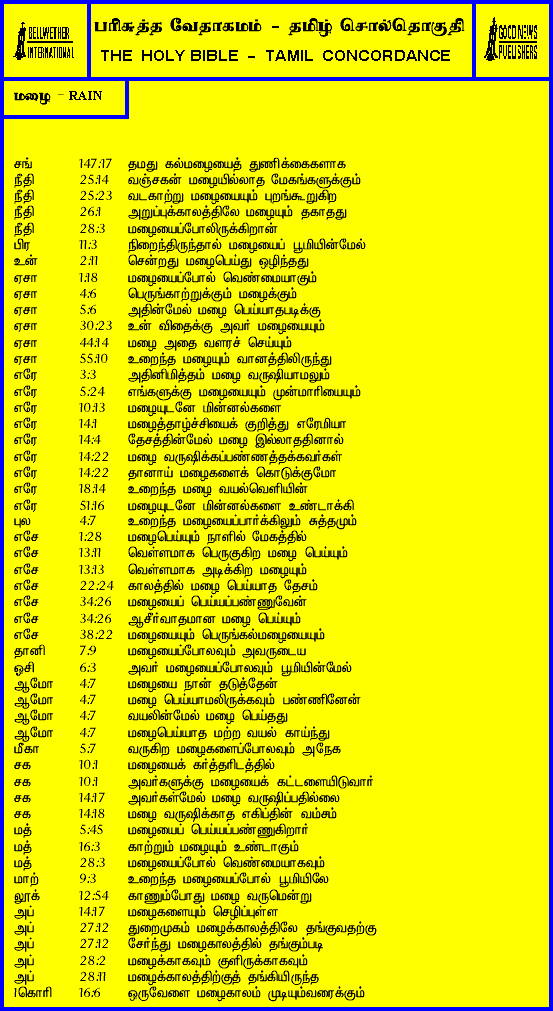 BELLWETHER
INTERNATIONAL
பரிசுத்த வேதாகமம் - தமிழ் சொல்தொகுதி
THE HOLY BIBLE - TAMIL CONCORDANCE
GOOD NEWS
PUBLISHERS
மழை - RAIN
சங் 147:17 தமது கல்மழையைத் துணிக்கைகளாக
நீதி 25:14 வஞ்சகன் மழையில்லாத மேகங்களுக்கும்
நீதி 25:23 வடகாற்று மழையையும் புறங்கூறுகிற
நீதி 26:1 அறுப்புக்காலத்திலே மழையும் தகாதது
நீதி 28:3 மழையைப்போலிருக்கிறான்
பிர 11:3 நிறைந்திருந்தால் மழையைப் பூமியின்மேல்
உன் 2:11 சென்றது மழைபெய்து ஒழிந்தது
ஏசா 1:18 மழையைப்போல் வெண்மையாகும்
ஏசா 4:6 பெருங்காற்றுக்கும் மழைக்கும்
ஏசா 5:6 அதின்மேல் மழை பெய்யாதபடிக்கு
ஏசா 30:23 உன் விதைக்கு அவர் மழையையும்
ஏசா 44:14 மழை அதை வளரச் செய்யும்
ஏசா 55:10 உறைந்த மழையும் வானத்திலிருந்து
எரே 3:3 அதினிமித்தம் மழை வருஷியாமலும்
எரே 5:24 எங்களுக்கு மழையையும் முன்மாரியையும்
எரே 10:13 மழையுடனே மின்னல்களை
எரே 14:1 மழைத்தாழ்ச்சியைக் குறித்து எரேமியா
எரே 14:4 தேசத்தின்மேல் மழை இல்லாததினால்
எரே 14:22 மழை வருஷிக்கப்பண்ணத்தக்கவர்கள்
எரே 14:22 தானாய் மழைகளைக் கொடுக்குமோ
எரே 18:14 உறைந்த மழை வயல்வெளியின்
எரே 51:16 மழையுடனே மின்னல்களை உண்டாக்கி
புல 4:7 உறைந்த மழையைப்பார்க்கிலும் சுத்தமும்
எசே 1:28 மழைபெய்யும் நாளில் மேகத்தில்
எசே 13:11 வெள்ளமாக பெருகுகிற மழை பெய்யும்
எசே 13:13 வெள்ளமாக அடிக்கிற மழையும்
எசே 22:24 காலத்தில் மழை பெய்யாத தேசம்
எசே 34:26 மழையைப் பெய்யப்பண்ணுவேன்
எசே 34:26 ஆசீர்வாதமான மழை பெய்யும்
எசே 38:22 மழையையும் பெருங்கல்மழையையும்
தானி 7:9 மழையைப்போலவும் அவருடைய
ஓசி 6:3 அவர் மழையைப்போலவும் பூமியின்மேல்
ஆமோ 4:7 மழையை நான் தடுத்தேன்
ஆமோ 4:7 மழை பெய்யாமலிருக்கவும் பண்ணினேன்
ஆமோ 4:7 வயலின்மேல் மழை பெய்தது
ஆமோ 4:7 மழைபெய்யாத மற்ற வயல் காய்ந்து
மீகா 5:7 வருகிற மழைகளைப்போலவும் அநேக
சக 10:1 மழையைக் கர்த்தரிடத்தில்
சக 10:1 அவர்களுக்கு மழையைக் கட்டளையிடுவார்
சக 14:17 அவர்கள்மேல் மழை வருஷிப்பதில்லை
சக 14:18 மழை வருஷிக்காத எகிப்தின் வம்சம்
மத் 5:45 மழையைப் பெய்யப்பண்ணுகிறார்
மத் 16:3 காற்றும் மழையும் உண்டாகும்
மத் 28:3 மழையைப்போல் வெண்மையாகவும்
மாற் 9:3 உறைந்த மழையைப்போல் பூமியிலே
லூக் 12:54 காணும்போது மழை வருமென்று
அப் 14:17 மழைகளையும் செழிப்புள்ள
அப் 27:12 துறைமுகம் மழைக்காலத்திலே தங்குவதற்கு
அப் 27:12 சேர்ந்து மழைகாலத்தில் தங்கும்படி
அப் 28:2 மழைக்காகவும் குளிருக்காகவும்
அப் 28:11 மழைக்காலத்திற்குத் தங்கியிருந்த
1கொரி 16:6 ஒருவேளை மழைகாலம் முடியும்வரைக்கும்